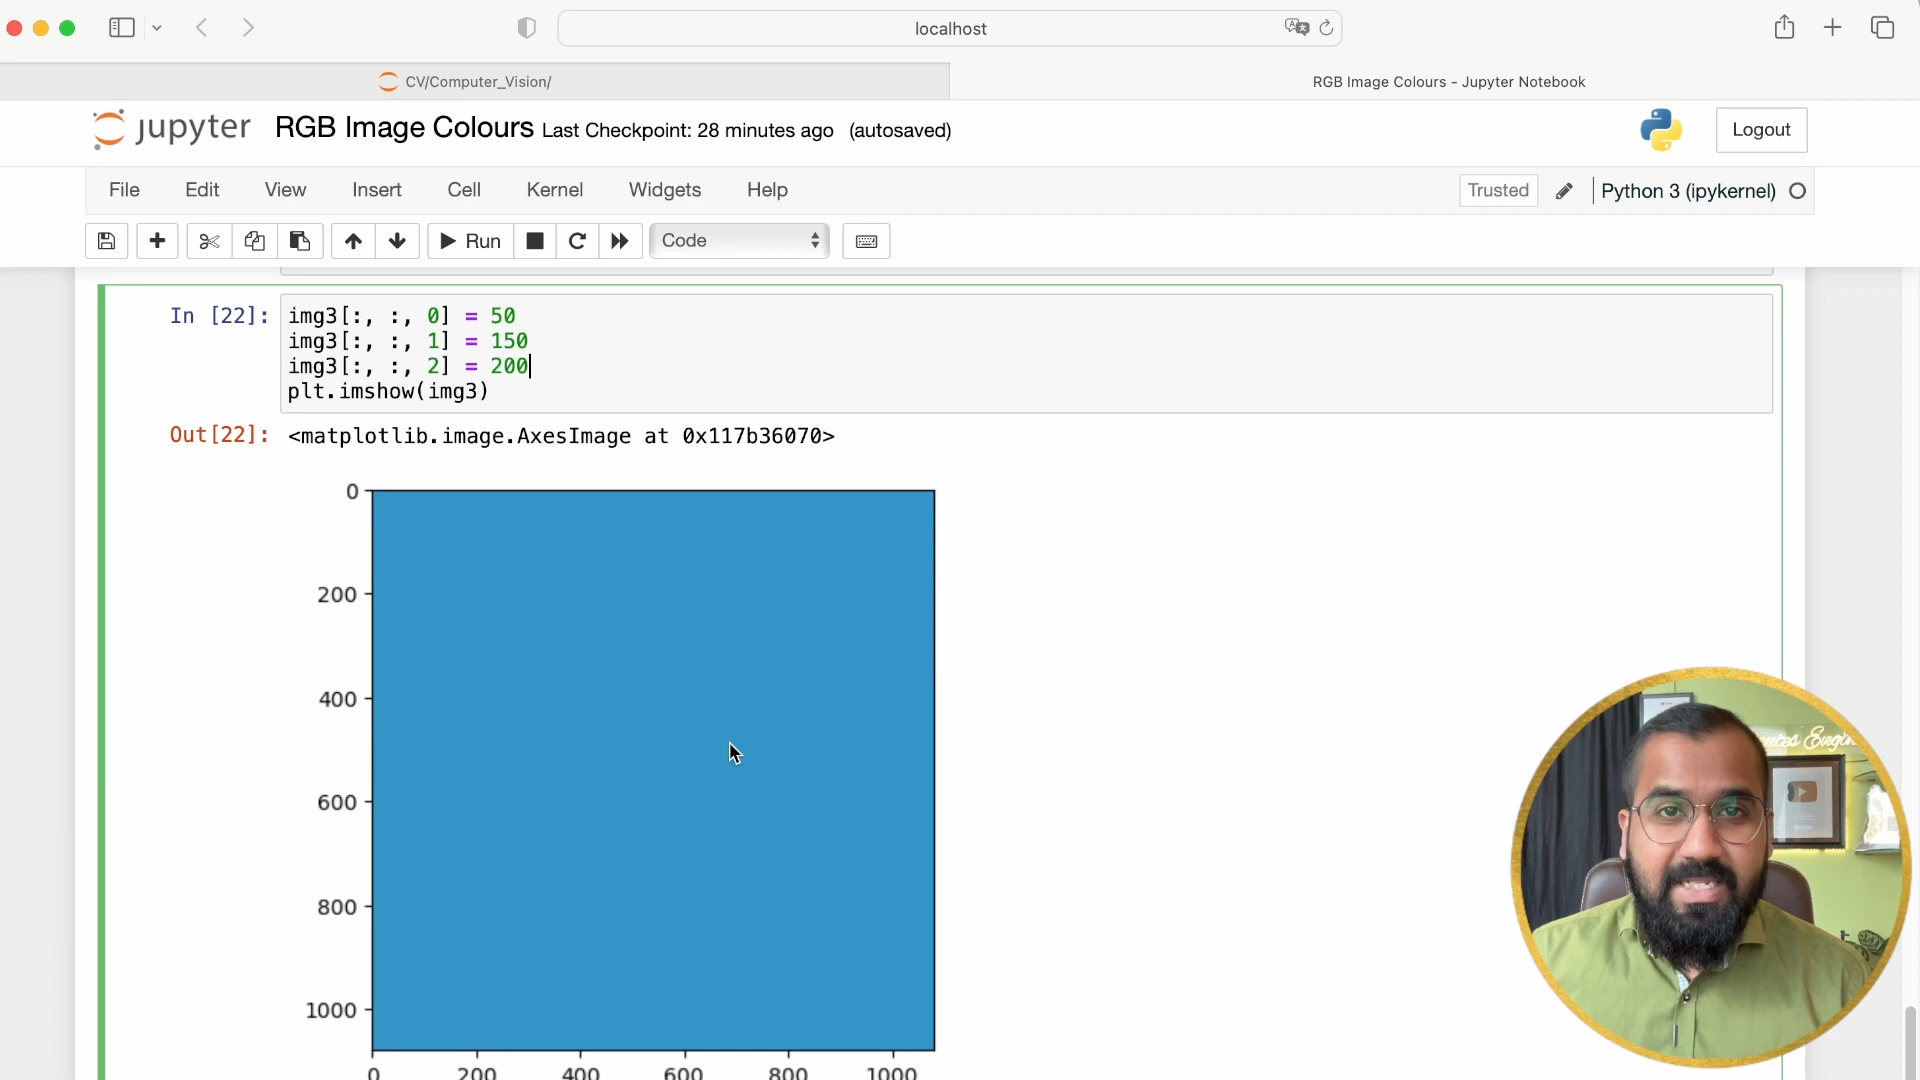 localhost
CV/Computer_Vision/
RGB Image Colours - Jupyter Notebook
jupyter RGB Image Colours Last Checkpoint: 28 minutes ago (autosaved)
Logout
File Edit View Insert Cell Kernel Widgets Help
Trusted Python 3 (ipykernel)
Run Code
In [22]: img3[:, :, 0] = 50
img3[:, :, 1] = 150
img3[:, :, 2] = 200
plt.imshow(img3)
Out[22]: <matplotlib.image.AxesImage at 0x117b36070>
0
200
400
600
800
1000
0 200 400 600 800 1000